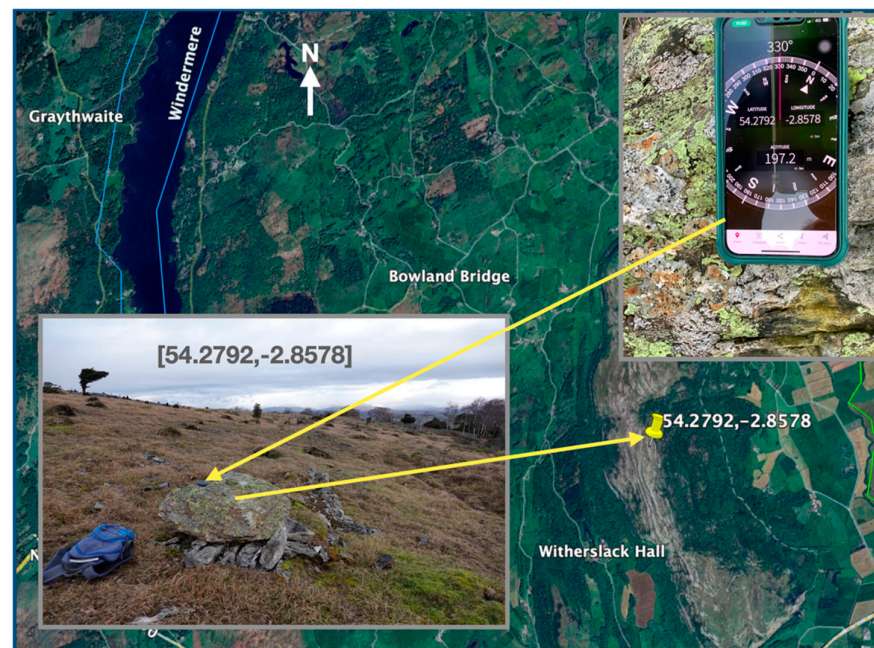 Graythwaite
Windermere
N
Bowland Bridge
[54.2792,-2.8578]
54.2792,-2.8578
Witherslack Hall
330°
LATITUDE
54.2792
LONGITUDE
-2.8578
ALTITUDE
197.2
N
E
S
W